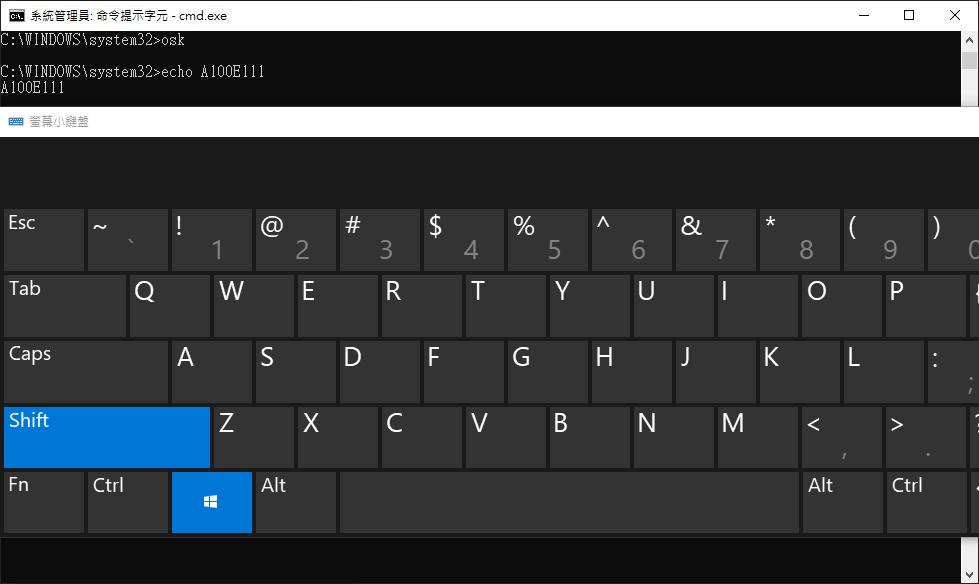 系統管理員: 命令提示字元 - cmd.exe
C:\WINDOWS\system32>osk
C:\WINDOWS\system32>echo A100E111
A100E111
螢幕小鍵盤
Esc ~ ` ! 1 @ 2 # 3 $ 4 % 5 ^ 6 & 7 * 8 ( 9 ) 0
Tab Q W E R T Y U I O P
Caps A S D F G H J K L : ;
Shift Z X C V B N M < , > .
Fn Ctrl Alt Alt Ctrl